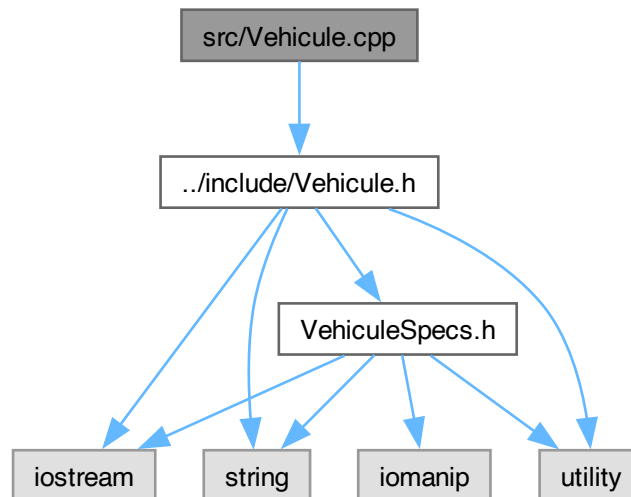 src/Vehicule.cpp
../include/Vehicule.h
VehiculeSpecs.h
iostream
string
iomanip
utility